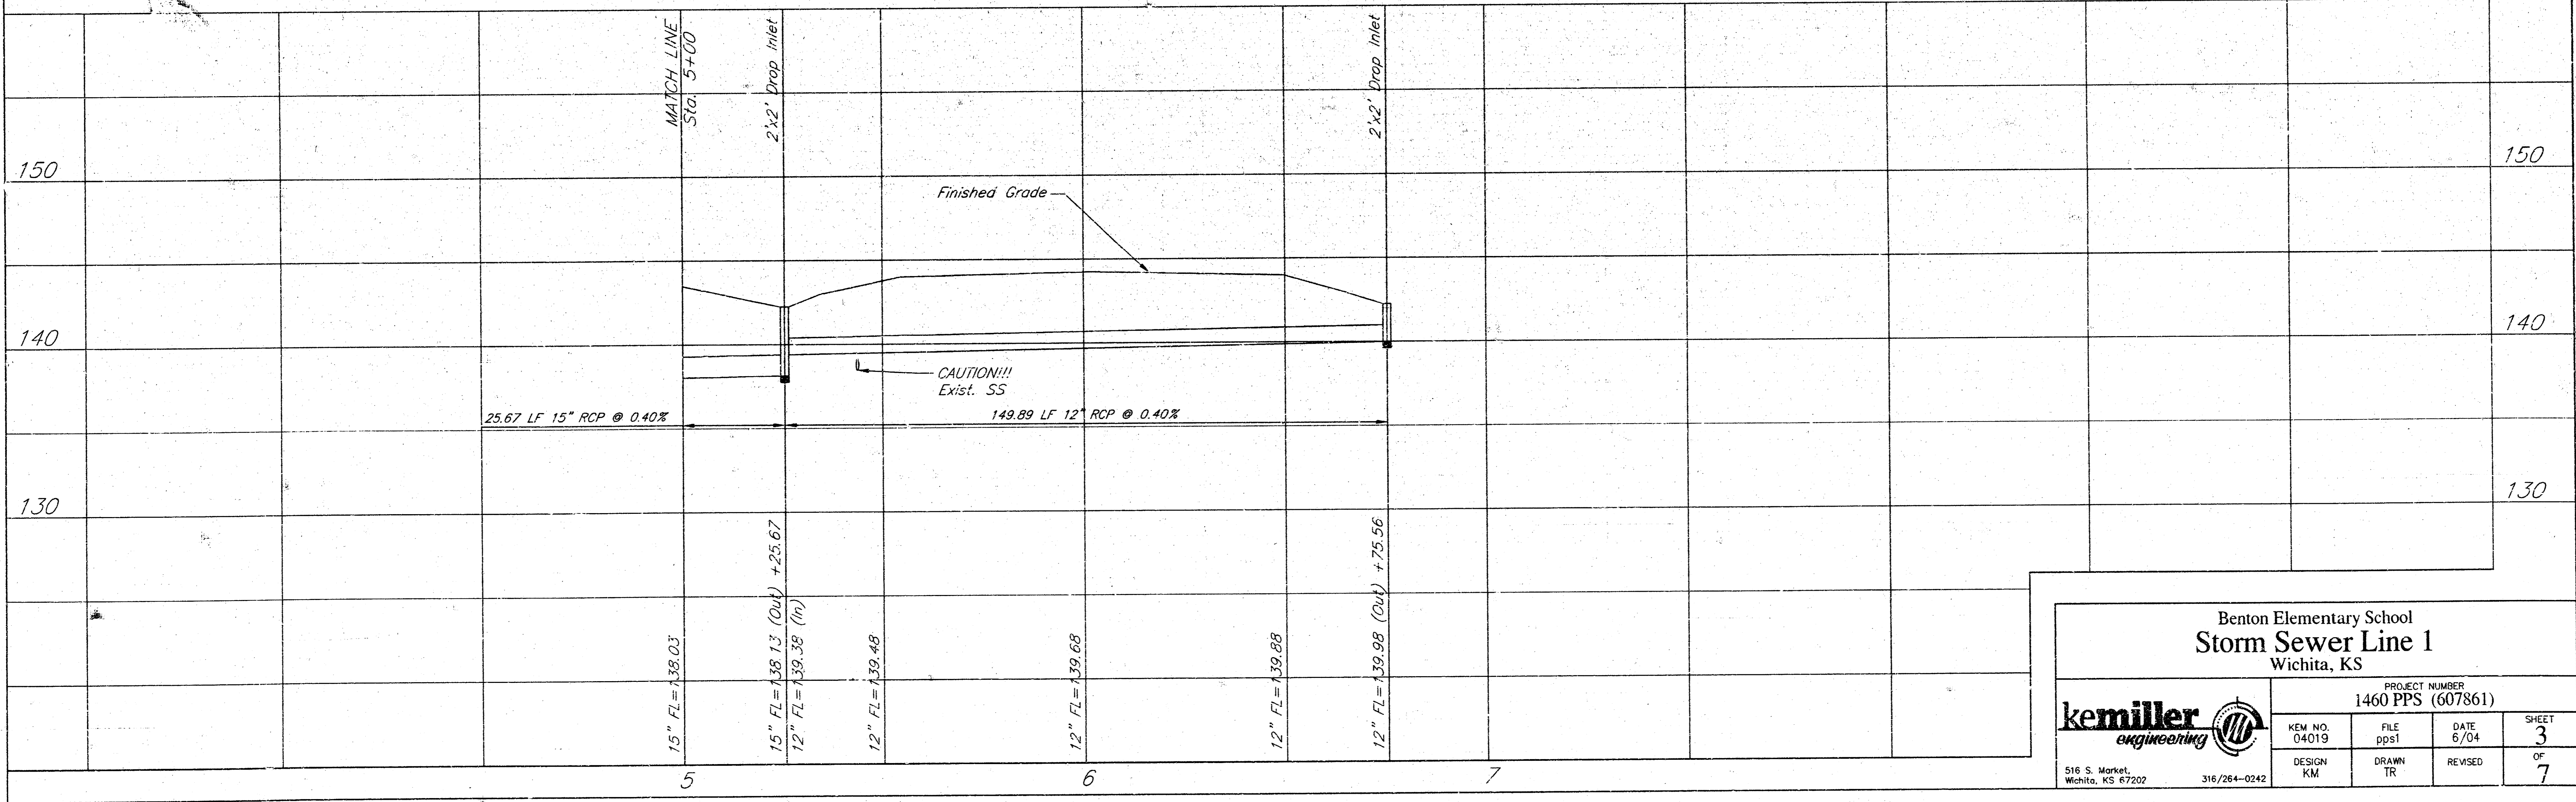 MATCH LINE
Sta. 5+00
2'x2' Drop Inlet
2'x2' Drop Inlet
150
150
Finished Grade
140
140
CAUTION!!!
Exist. SS
25.67 LF 15" RCP @ 0.40%
149.89 LF 12" RCP @ 0.40%
130
130
15" FL=138.03
15" FL=138.13 (Out) +25.67
12" FL=139.38 (In)
12" FL=139.48
12" FL=139.68
12" FL=139.88
12" FL=139.98 (Out) +75.56
5
6
7
Benton Elementary School
Storm Sewer Line 1
Wichita, KS
kemiller
engineering
516 S. Market,
Wichita, KS 67202
316/264-0242
PROJECT NUMBER
1460 PPS (607861)
KEM NO.
04019
FILE
pps1
DATE
6/04
SHEET
3
OF
7
DESIGN
KM
DRAWN
TR
REVISED